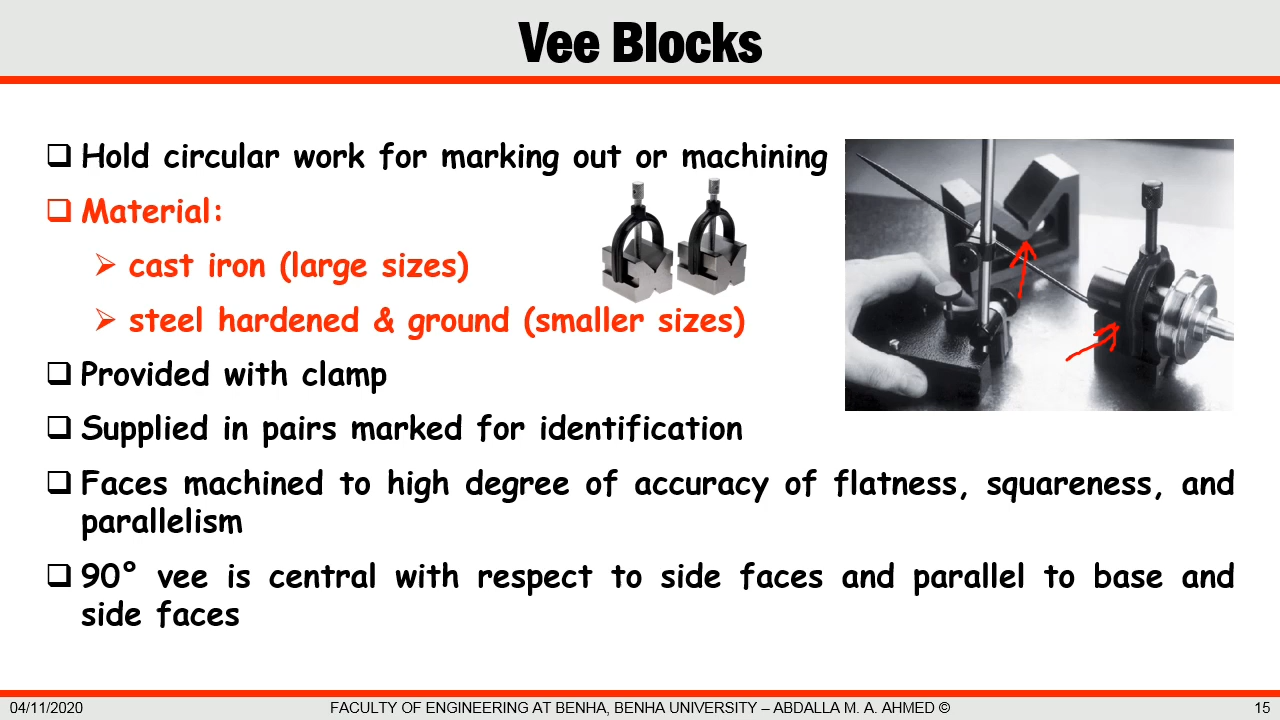 Vee Blocks
❑ Hold circular work for marking out or machining
❑ Material:
➢ cast iron (large sizes)
➢ steel hardened & ground (smaller sizes)
❑ Provided with clamp
❑ Supplied in pairs marked for identification
❑ Faces machined to high degree of accuracy of flatness, squareness, and
parallelism
❑ 90° vee is central with respect to side faces and parallel to base and
side faces
04/11/2020 FACULTY OF ENGINEERING AT BENHA, BENHA UNIVERSITY – ABDALLA M. A. AHMED © 15